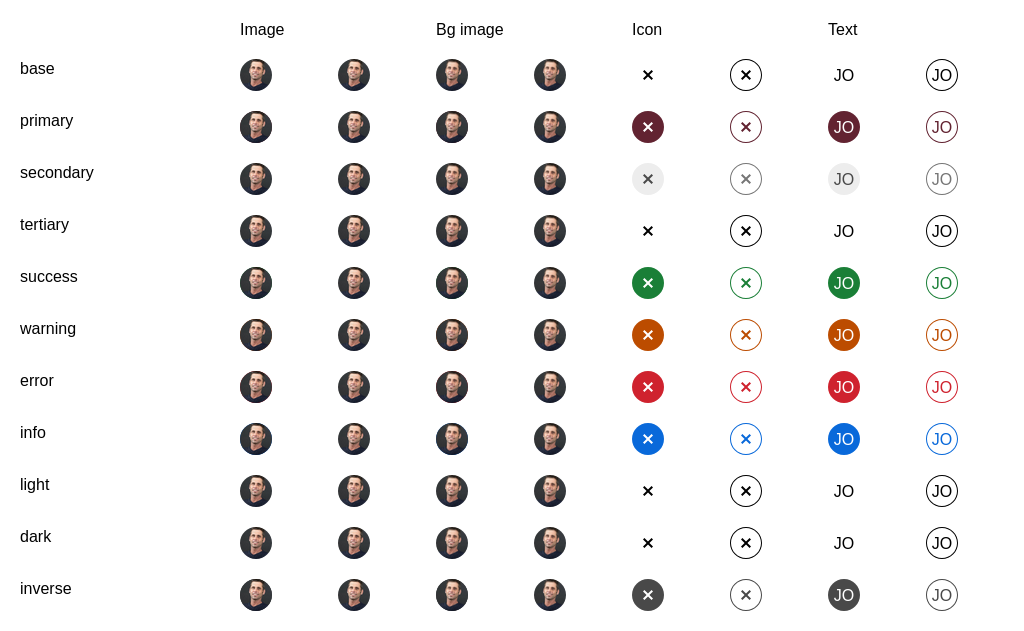 Image Bg image Icon Text
base JO JO
primary JO JO
secondary JO JO
tertiary JO JO
success JO JO
warning JO JO
error JO JO
info JO JO
light JO JO
dark JO JO
inverse JO JO